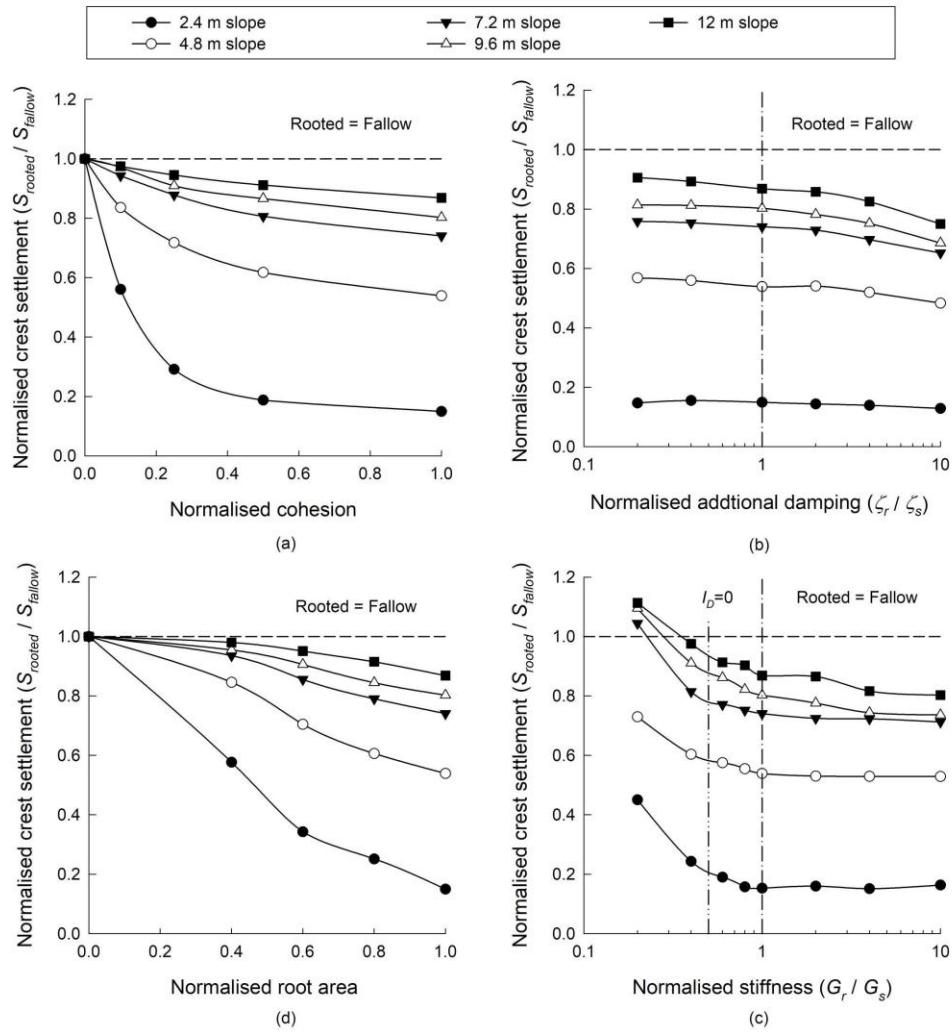 2.4 m slope 7.2 m slope 12 m slope
4.8 m slope 9.6 m slope
Normalised crest settlement (S_rooted / S_fallow)
1.2
1.0
0.8
0.6
0.4
0.2
0.0
Rooted = Fallow
0.0 0.2 0.4 0.6 0.8 1.0
Normalised cohesion
(a)
Normalised crest settlement (S_rooted / S_fallow)
1.2
1.0
0.8
0.6
0.4
0.2
0.0
Rooted = Fallow
0.1 1 10
Normalised addtional damping (ζ_r / ζ_s)
(b)
Normalised crest settlement (S_rooted / S_fallow)
1.2
1.0
0.8
0.6
0.4
0.2
0.0
Rooted = Fallow
0.0 0.2 0.4 0.6 0.8 1.0
Normalised root area
(d)
Normalised crest settlement (S_rooted / S_fallow)
1.2
1.0
0.8
0.6
0.4
0.2
0.0
I_D=0
Rooted = Fallow
0.1 1 10
Normalised stiffness (G_r / G_s)
(c)